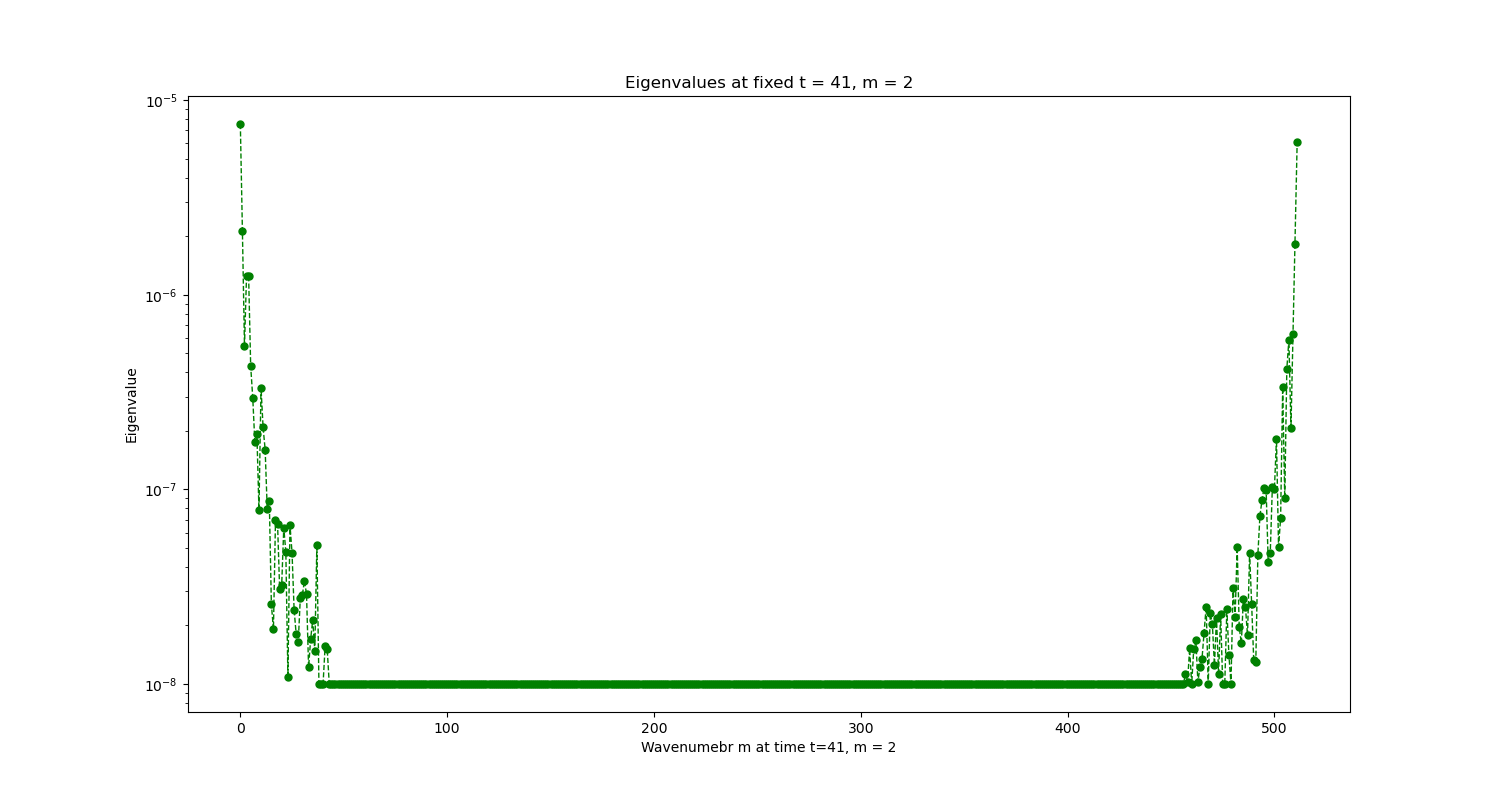 Eigenvalues at fixed t = 41, m = 2
10⁻⁵
10⁻⁶
10⁻⁷
10⁻⁸
Eigenvalue
0 100 200 300 400 500
Wavenumebr m at time t=41, m = 2